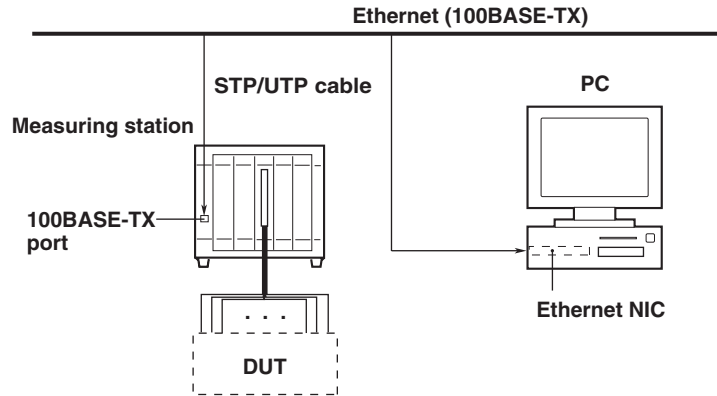 Ethernet (100BASE-TX)
STP/UTP cable
PC
Measuring station
100BASE-TX
port
Ethernet NIC
DUT